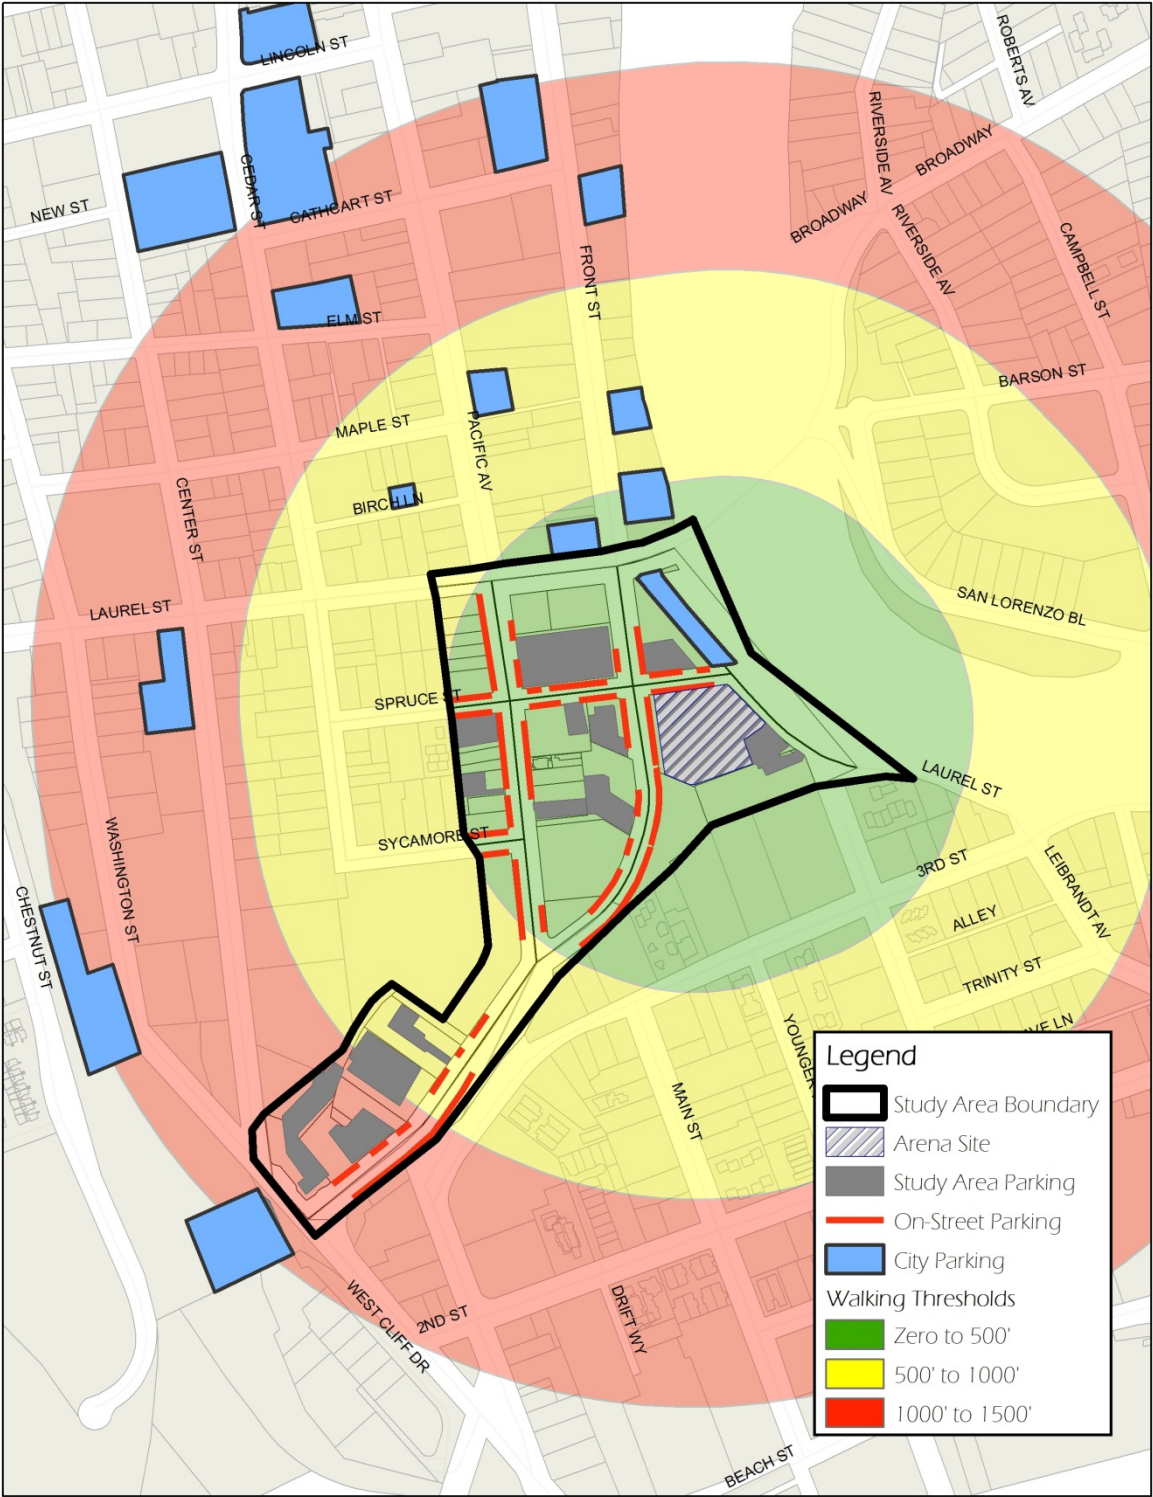 LINCOLN ST
ROBERTS AV
RIVERSIDE AV
BROADWAY
CEDAR ST
CATHCART ST
NEW ST
BROADWAY
RIVERSIDE AV
CAMPBELL ST
FRONT ST
ELM ST
BARSON ST
MAPLE ST
PACIFIC AV
BIRCH LN
CENTER ST
LAUREL ST
SAN LORENZO BL
SPRUCE ST
LAUREL ST
SYCAMORE ST
WASHINGTON ST
3RD ST
LEIBRANDT AV
CHESTNUT ST
ALLEY
TRINITY ST
VE LN
YOUNGER
MAIN ST
WEST CLIFF DR
2ND ST
DRIFT WY
BEACH ST
Legend
Study Area Boundary
Arena Site
Study Area Parking
On-Street Parking
City Parking
Walking Thresholds
Zero to 500'
500' to 1000'
1000' to 1500'